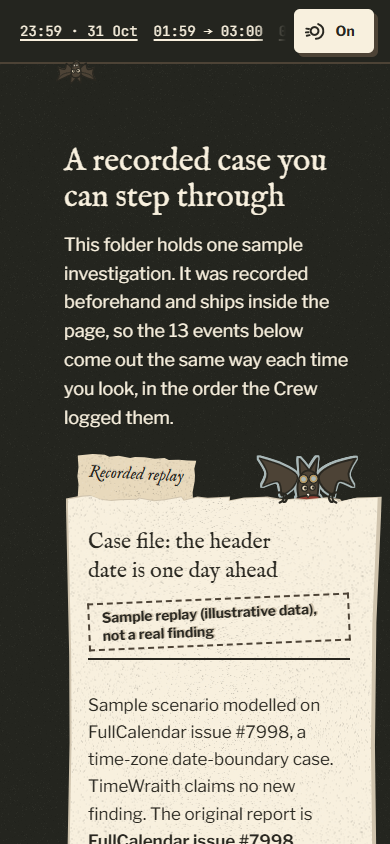 23:59 · 31 Oct 01:59 → 03:00
On
A recorded case you
can step through
This folder holds one sample
investigation. It was recorded
beforehand and ships inside the
page, so the 13 events below
come out the same way each time
you look, in the order the Crew
logged them.
Recorded replay
Case file: the header
date is one day ahead
Sample replay (illustrative data),
not a real finding
Sample scenario modelled on
FullCalendar issue #7998, a
time-zone date-boundary case.
TimeWraith claims no new
finding. The original report is
FullCalendar issue #7998